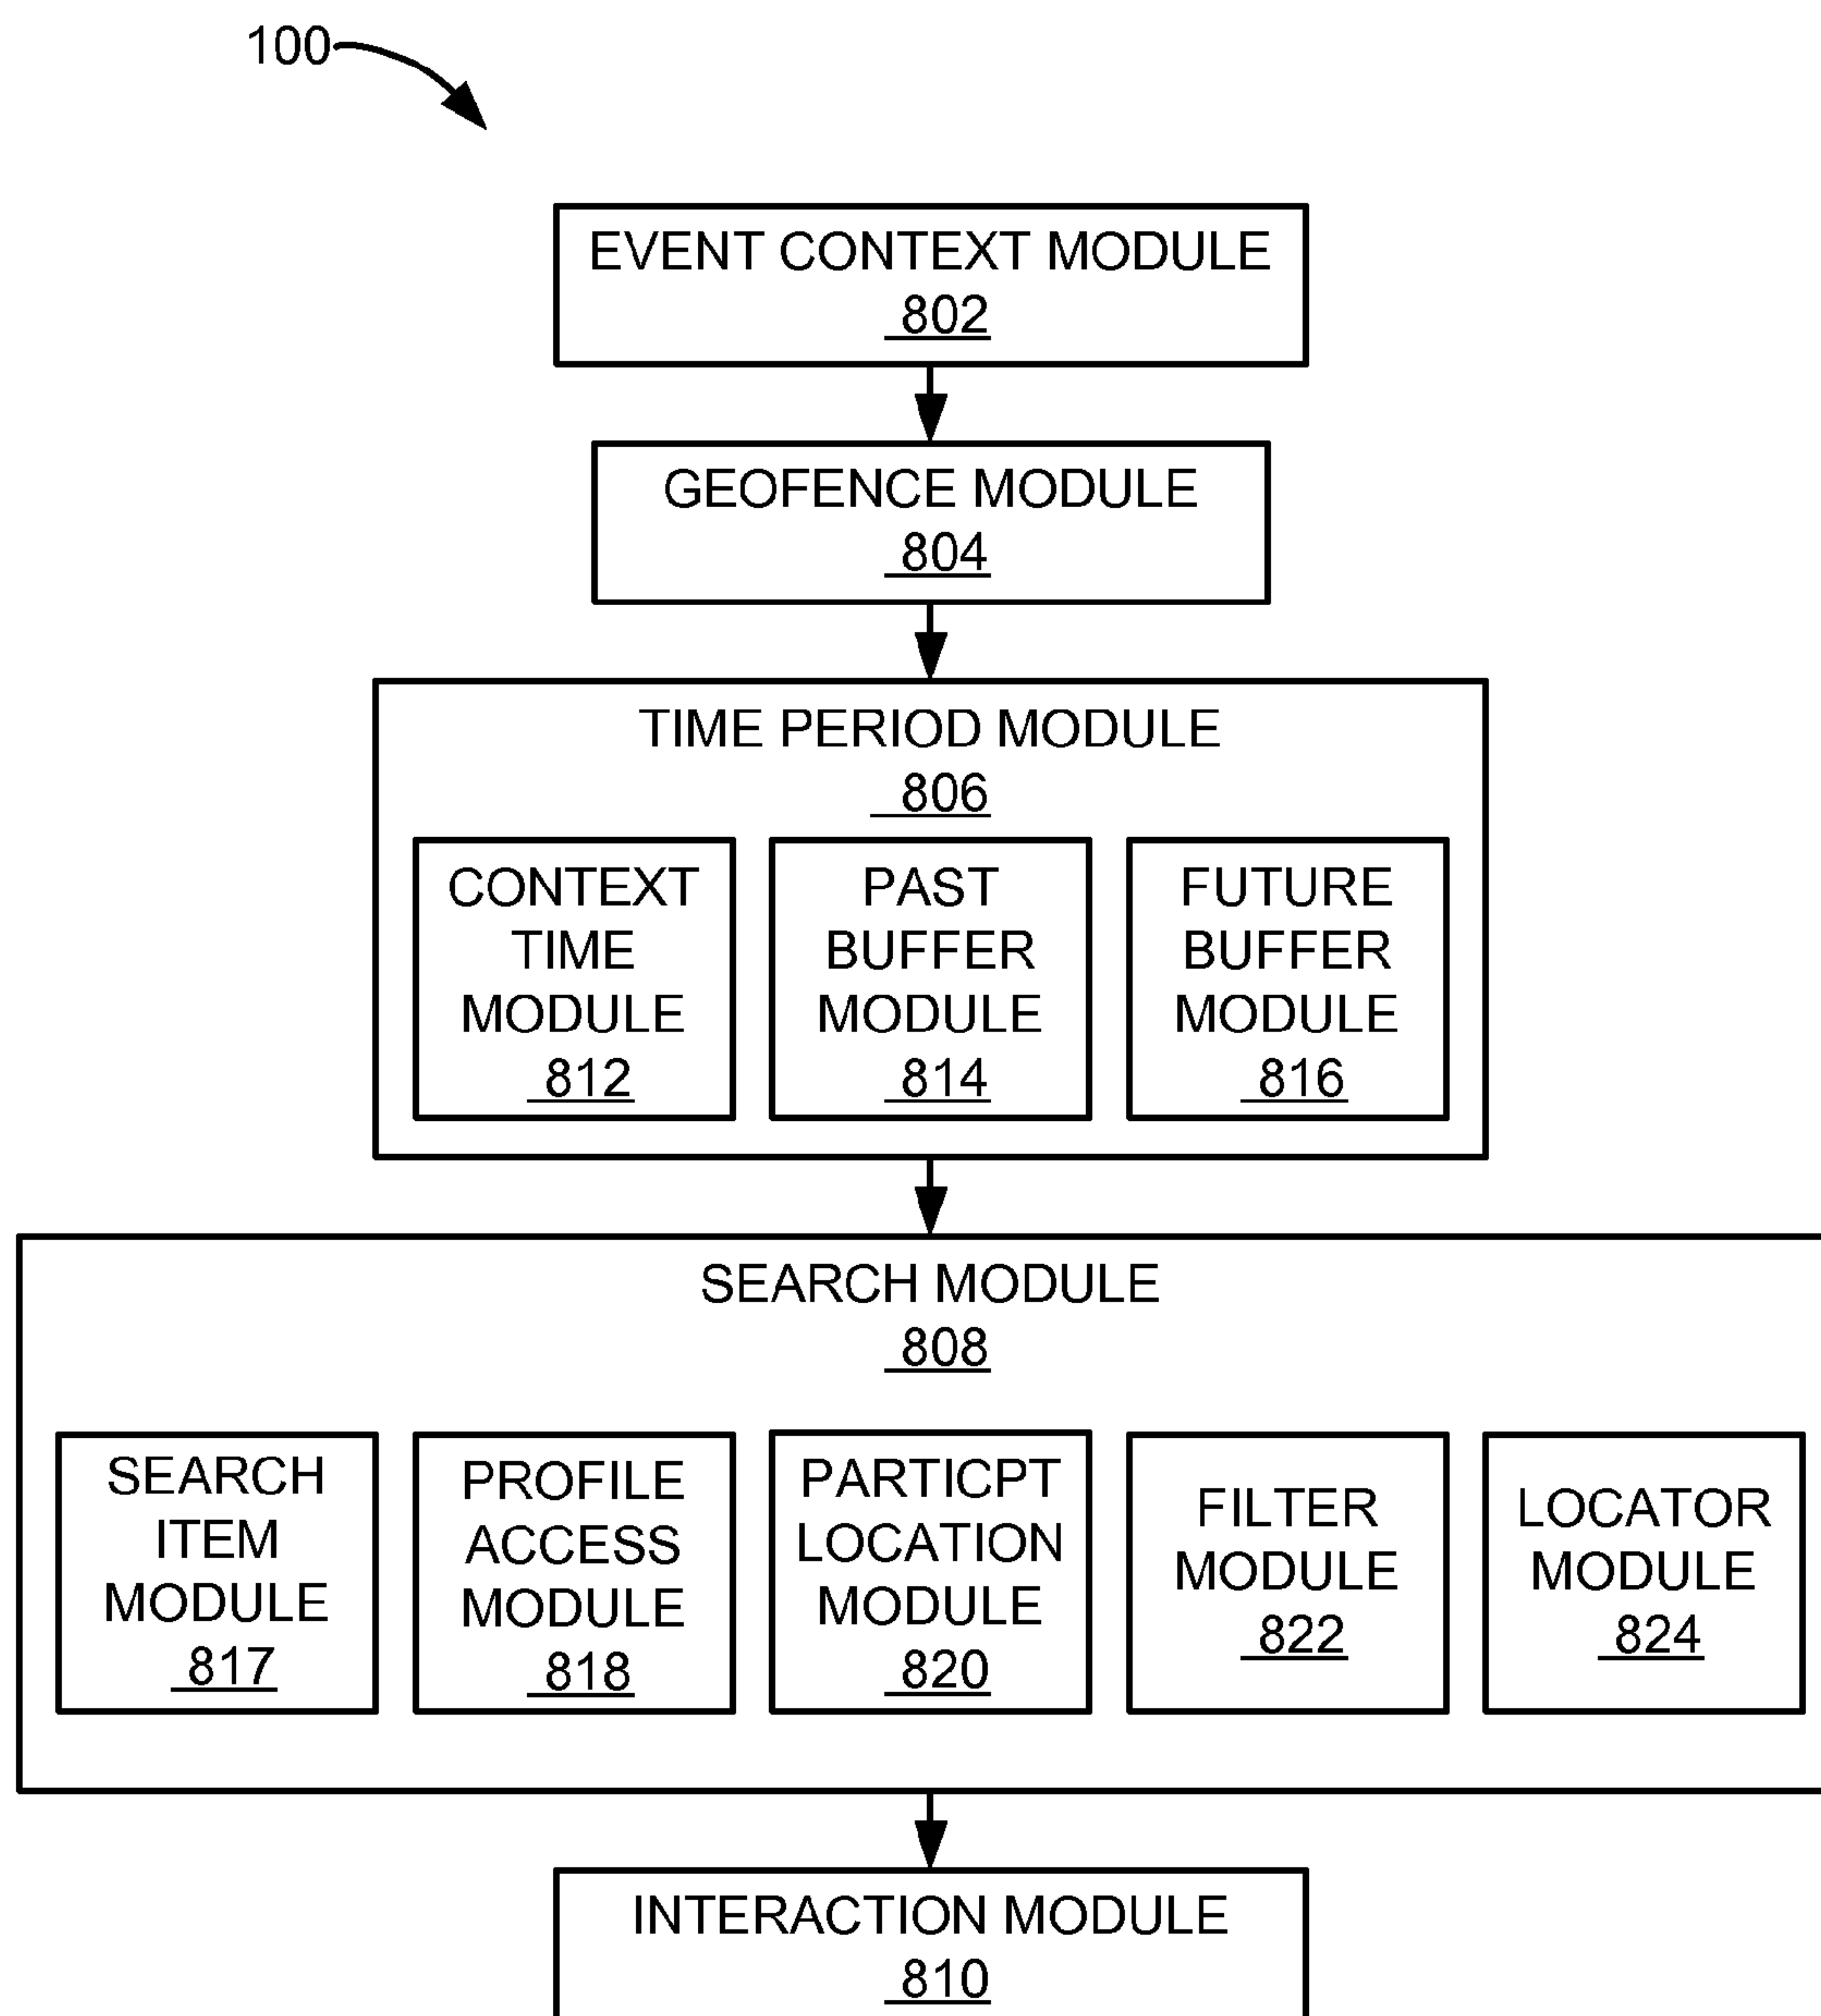 100
EVENT CONTEXT MODULE
802
GEOFENCE MODULE
804
TIME PERIOD MODULE
806
CONTEXT
TIME
MODULE
812
PAST
BUFFER
MODULE
814
FUTURE
BUFFER
MODULE
816
SEARCH MODULE
808
SEARCH
ITEM
MODULE
817
PROFILE
ACCESS
MODULE
818
PARTICPT
LOCATION
MODULE
820
FILTER
MODULE
822
LOCATOR
MODULE
824
INTERACTION MODULE
810